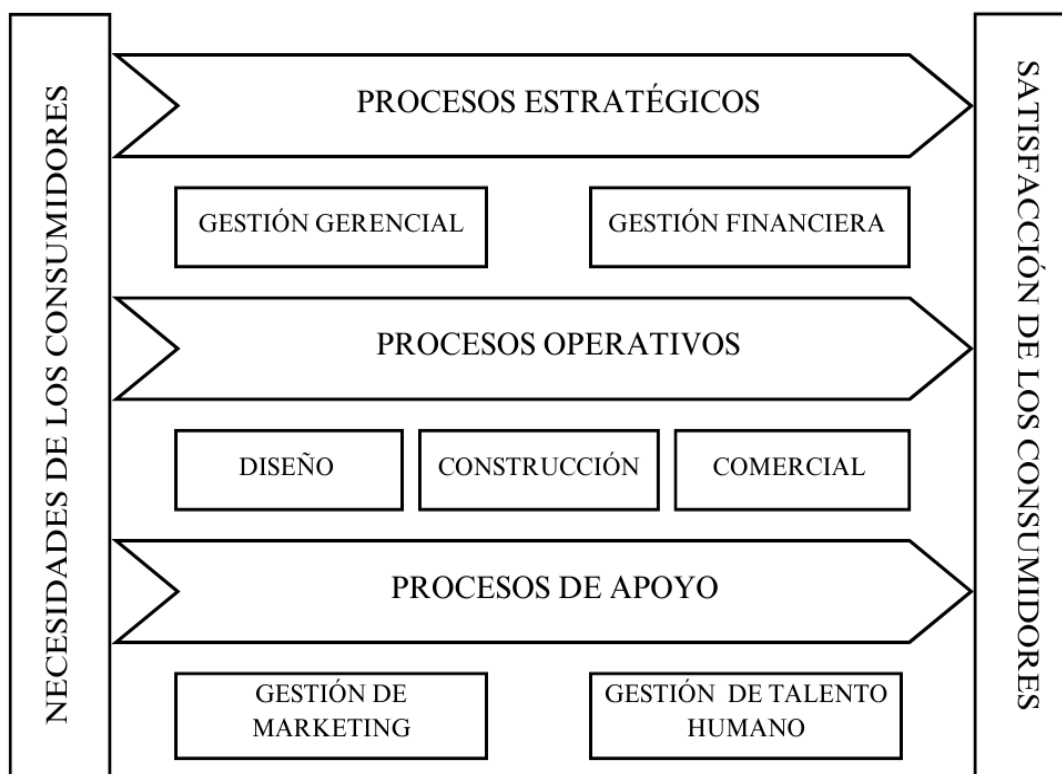 NECESIDADES DE LOS CONSUMIDORES
PROCESOS ESTRATÉGICOS
GESTIÓN GERENCIAL
GESTIÓN FINANCIERA
PROCESOS OPERATIVOS
DISEÑO
CONSTRUCCIÓN
COMERCIAL
PROCESOS DE APOYO
GESTIÓN DE
MARKETING
GESTIÓN DE TALENTO
HUMANO
SATISFACCIÓN DE LOS CONSUMIDORES